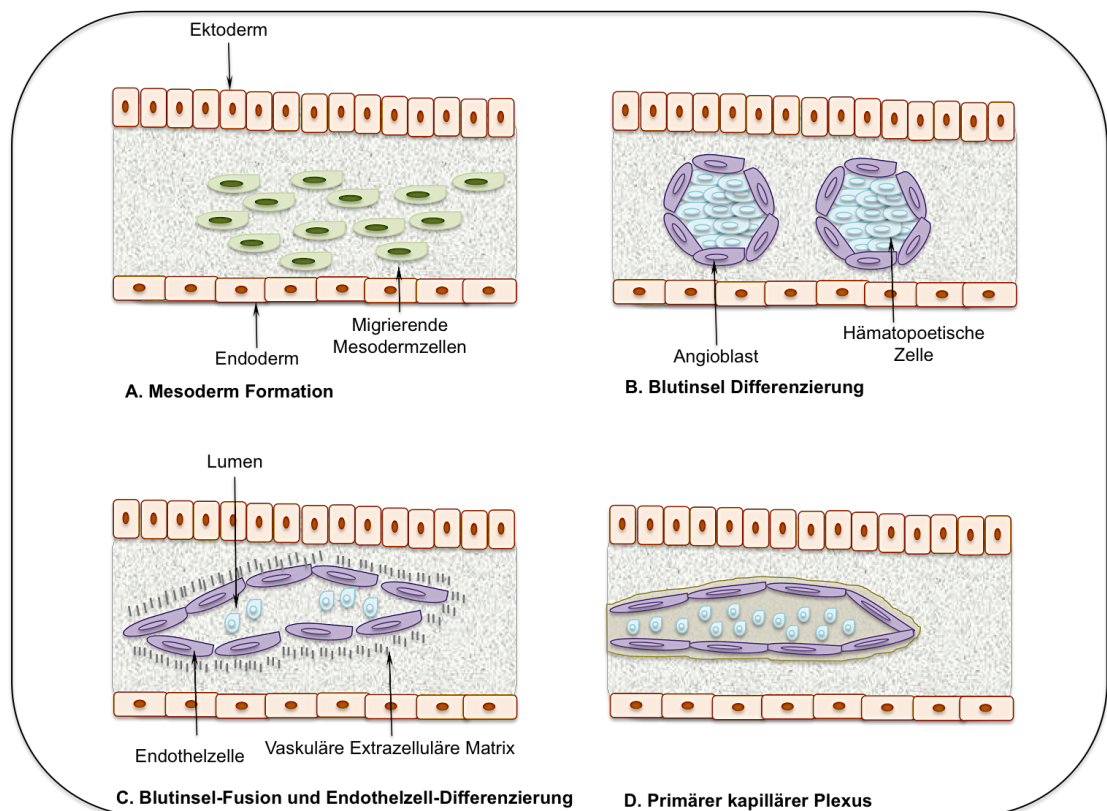 Ektoderm
Migrierende
Mesodermzellen
Endoderm
A. Mesoderm Formation
Hämatopoetische
Zelle
Angioblast
B. Blutinsel Differenzierung
Lumen
Endothelzelle
Vaskuläre Extrazelluläre Matrix
C. Blutinsel-Fusion und Endothelzell-Differenzierung
D. Primärer kapillärer Plexus